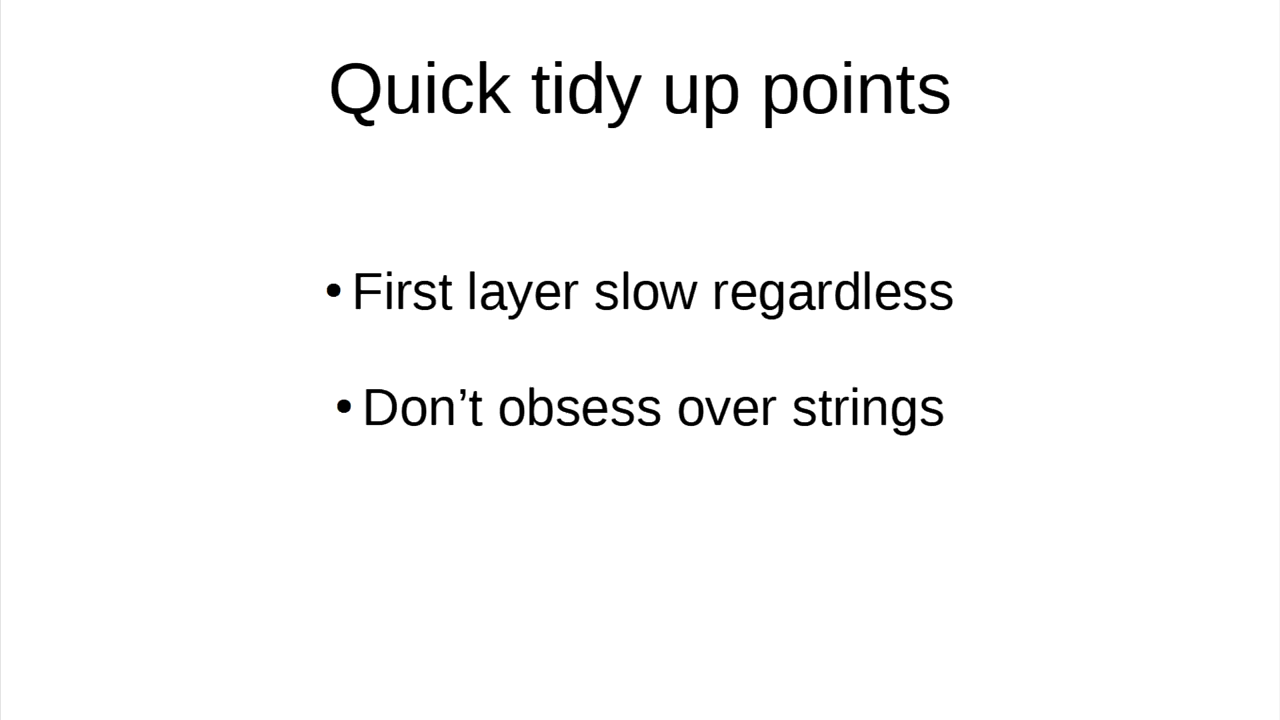 Quick tidy up points
• First layer slow regardless
• Don’t obsess over strings